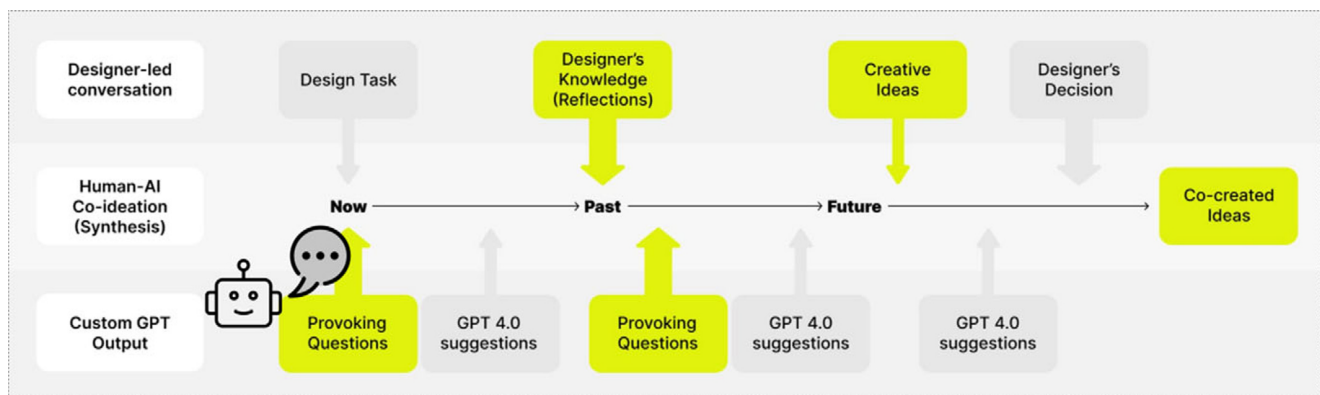 Designer-led
conversation
Design Task
Designer's
Knowledge
(Reflections)
Creative
Ideas
Designer's
Decision
Human-AI
Co-ideation
(Synthesis)
Now
Past
Future
Co-created
Ideas
Custom GPT
Output
Provoking
Questions
GPT 4.0
suggestions
Provoking
Questions
GPT 4.0
suggestions
GPT 4.0
suggestions